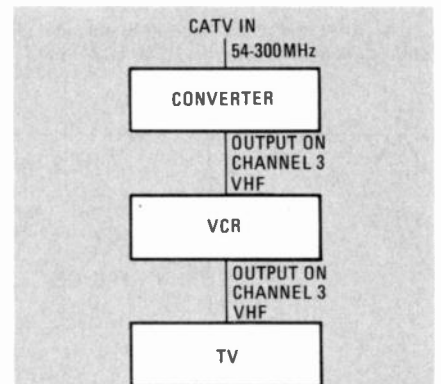 CATV IN
54-300MHz
CONVERTER
OUTPUT ON
CHANNEL 3
VHF
VCR
OUTPUT ON
CHANNEL 3
VHF
TV